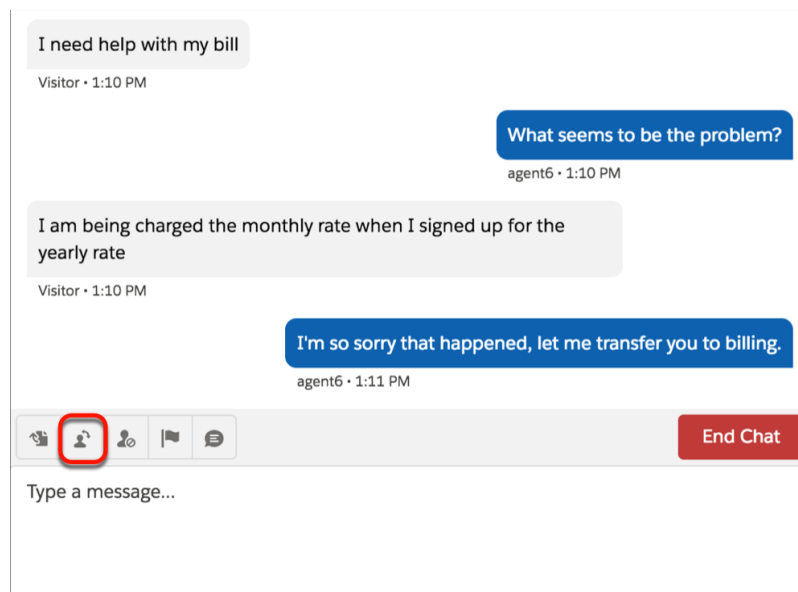 I need help with my bill
Visitor • 1:10 PM
What seems to be the problem?
agent6 • 1:10 PM
I am being charged the monthly rate when I signed up for the
yearly rate
Visitor • 1:10 PM
I'm so sorry that happened, let me transfer you to billing.
agent6 • 1:11 PM
End Chat
Type a message...